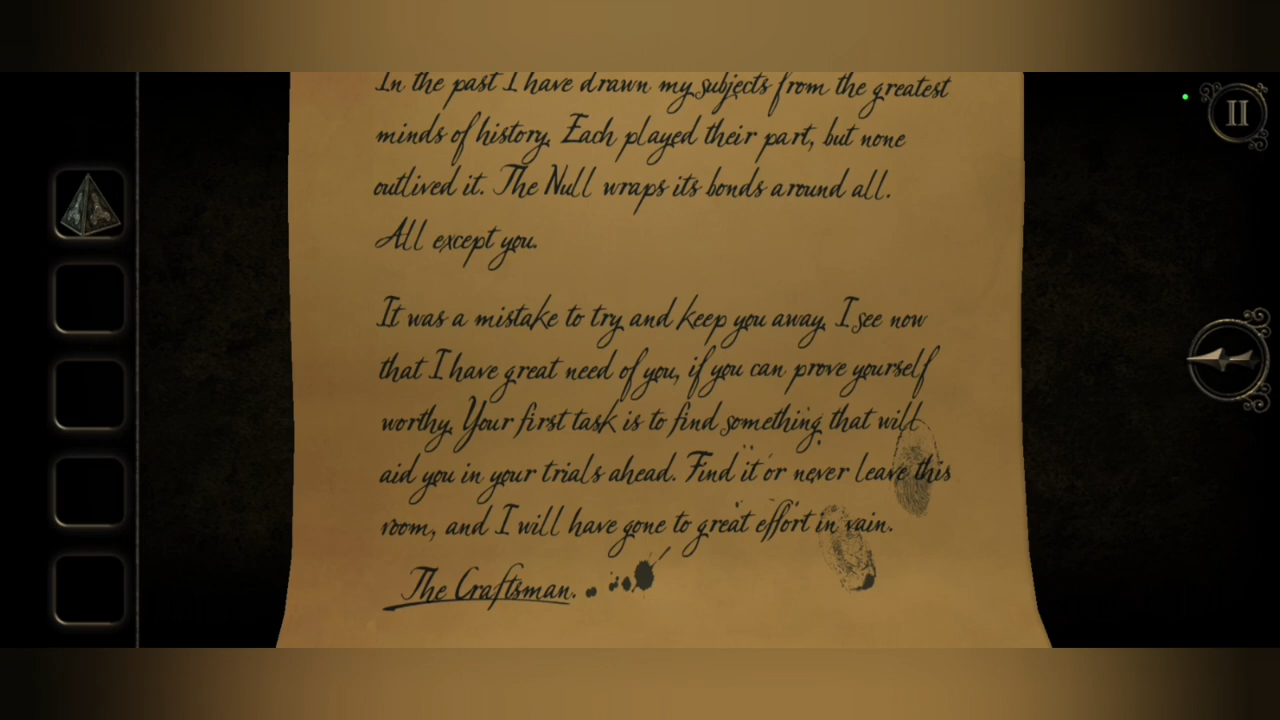 In the past I have drawn my subjects from the greatest
minds of history. Each played their part, but none
outlived it. The Null wraps its bonds around all.
All except you.
It was a mistake to try and keep you away. I see now
that I have great need of you, if you can prove yourself
worthy. Your first task is to find something that will
aid you in your trials ahead. Find it or never leave this
room, and I will have gone to great effort in vain.
The Craftsman.